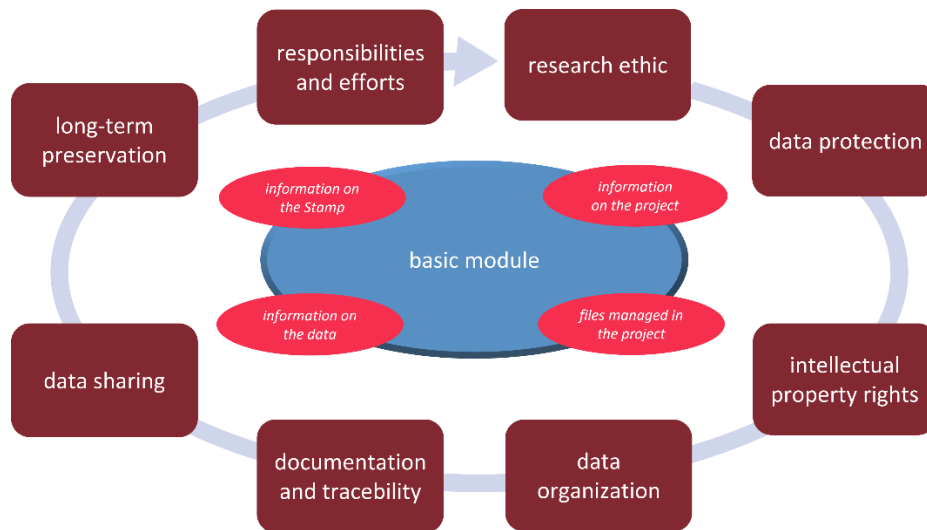 responsibilities
and efforts
research ethic
long-term
preservation
data protection
information on
the Stamp
information
on the project
basic module
information on
the data
files managed in
the project
data sharing
intellectual
property rights
documentation
and tracebility
data
organization